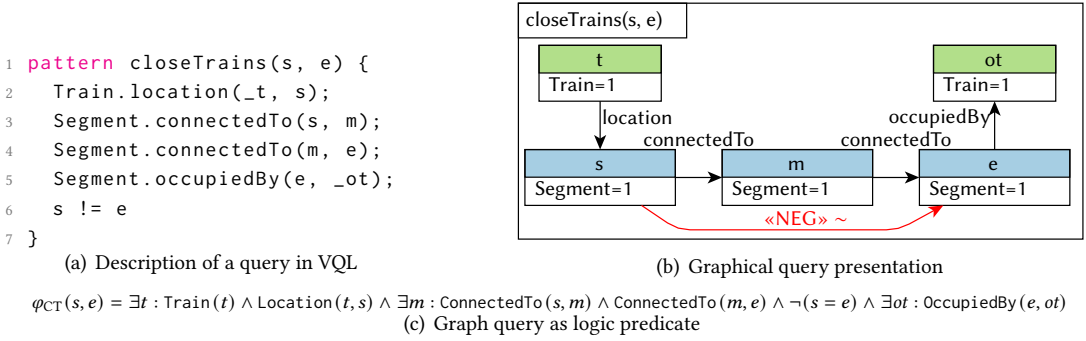 1 pattern closeTrains(s, e) {
2 Train.location(_t, s);
3 Segment.connectedTo(s, m);
4 Segment.connectedTo(m, e);
5 Segment.occupiedBy(e, _ot);
6 s != e
7 }
(a) Description of a query in VQL
closeTrains(s, e)
t
Train=1
ot
Train=1
location
occupiedBy
connectedTo
connectedTo
s
Segment=1
m
Segment=1
e
Segment=1
«NEG» ~
(b) Graphical query presentation
φCT(s, e) = ∃t : Train(t) ∧ Location(t, s) ∧ ∃m : ConnectedTo(s, m) ∧ ConnectedTo(m, e) ∧ ¬(s = e) ∧ ∃ot : OccupiedBy(e, ot)
(c) Graph query as logic predicate